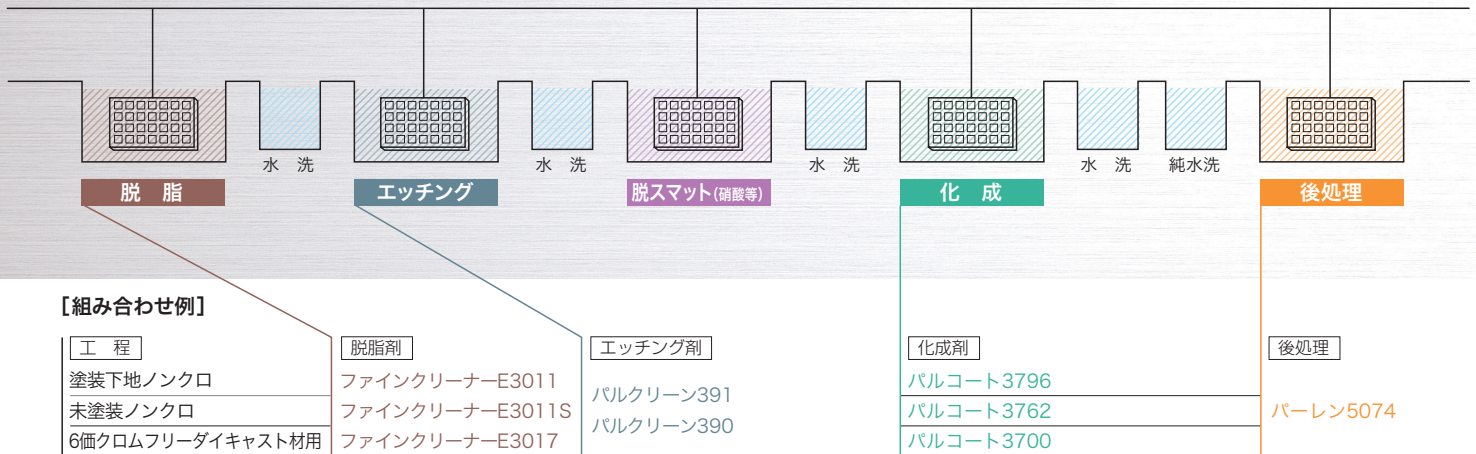 水 洗
水 洗
水 洗
水 洗
純水洗
脱 脂
エッチング
脱スマット(硝酸等)
化 成
後処理
[組み合わせ例]
工 程
脱脂剤
エッチング剤
化成剤
後処理
塗装下地ノンクロ
ファインクリーナーE3011
パルクリーン391
パルコート3796
未塗装ノンクロ
ファインクリーナーE3011S
パルコート3762
パーレン5074
パルクリーン390
6価クロムフリーダイキャスト材用
ファインクリーナーE3017
パルコート3700